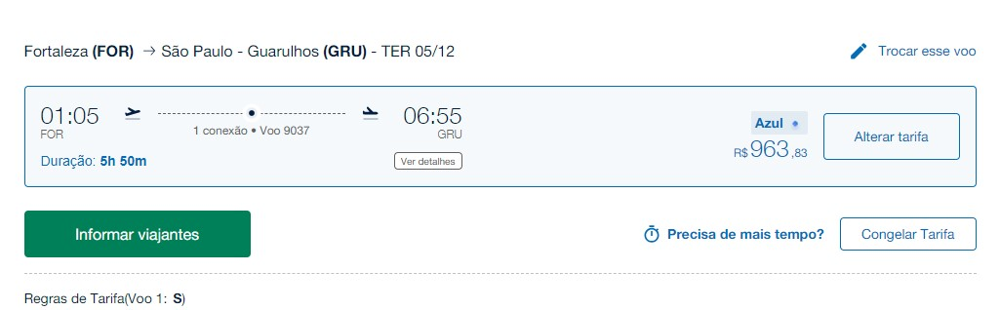 Fortaleza (FOR) → São Paulo - Guarulhos (GRU) - TER 05/12
Trocar esse voo
01:05
06:55
FOR
1 conexão • Voo 9037
GRU
Duração: 5h 50m
Ver detalhes
Azul
R$ 963,83
Alterar tarifa
Informar viajantes
Precisa de mais tempo?
Congelar Tarifa
Regras de Tarifa(Voo 1: S)